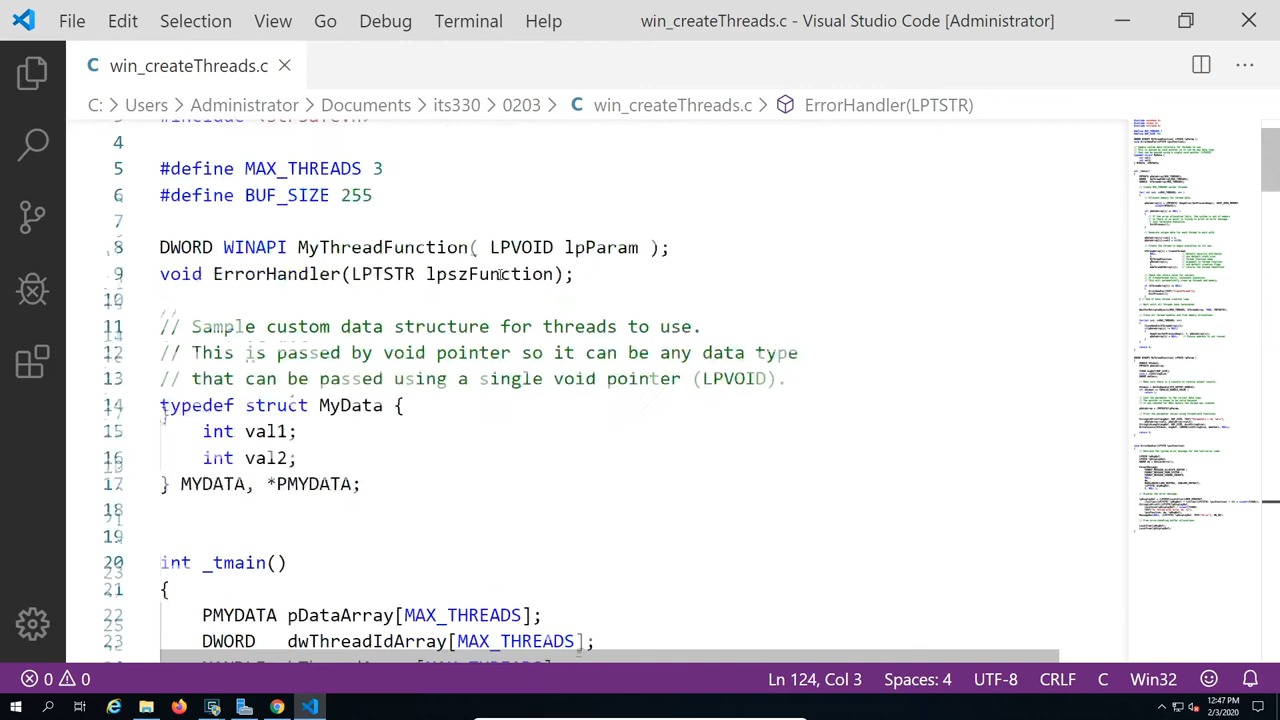 File Edit Selection View Go Debug Terminal Help win_createThreads.c - Visual Studio Code [Administrator]
C win_createThreads.c
C: > Users > Administrator > Documents > its330 > 0203 > C win_createThreads.c > ErrorHandler(LPTSTR)
3 #include <strsafe.h>
4
5 #define MAX_THREADS 3
6 #define BUF_SIZE 255
7
8 DWORD WINAPI MyThreadFunction( LPVOID lpParam );
9 void ErrorHandler(LPTSTR lpszFunction);
10
11 // Sample custom data structure for threads to use.
12 // This is passed by void pointer so it can be any data type
13 // that can be passed using a single void pointer (LPVOID).
14 typedef struct MyData {
15 int val1;
16 int val2;
17 } MYDATA, *PMYDATA;
18
19
20 int _tmain()
21 {
22 PMYDATA pDataArray[MAX_THREADS];
23 DWORD dwThreadIdArray[MAX_THREADS];
0 0 Ln 124, Col 3 Spaces: 4 UTF-8 CRLF C Win32
12:47 PM
2/3/2020